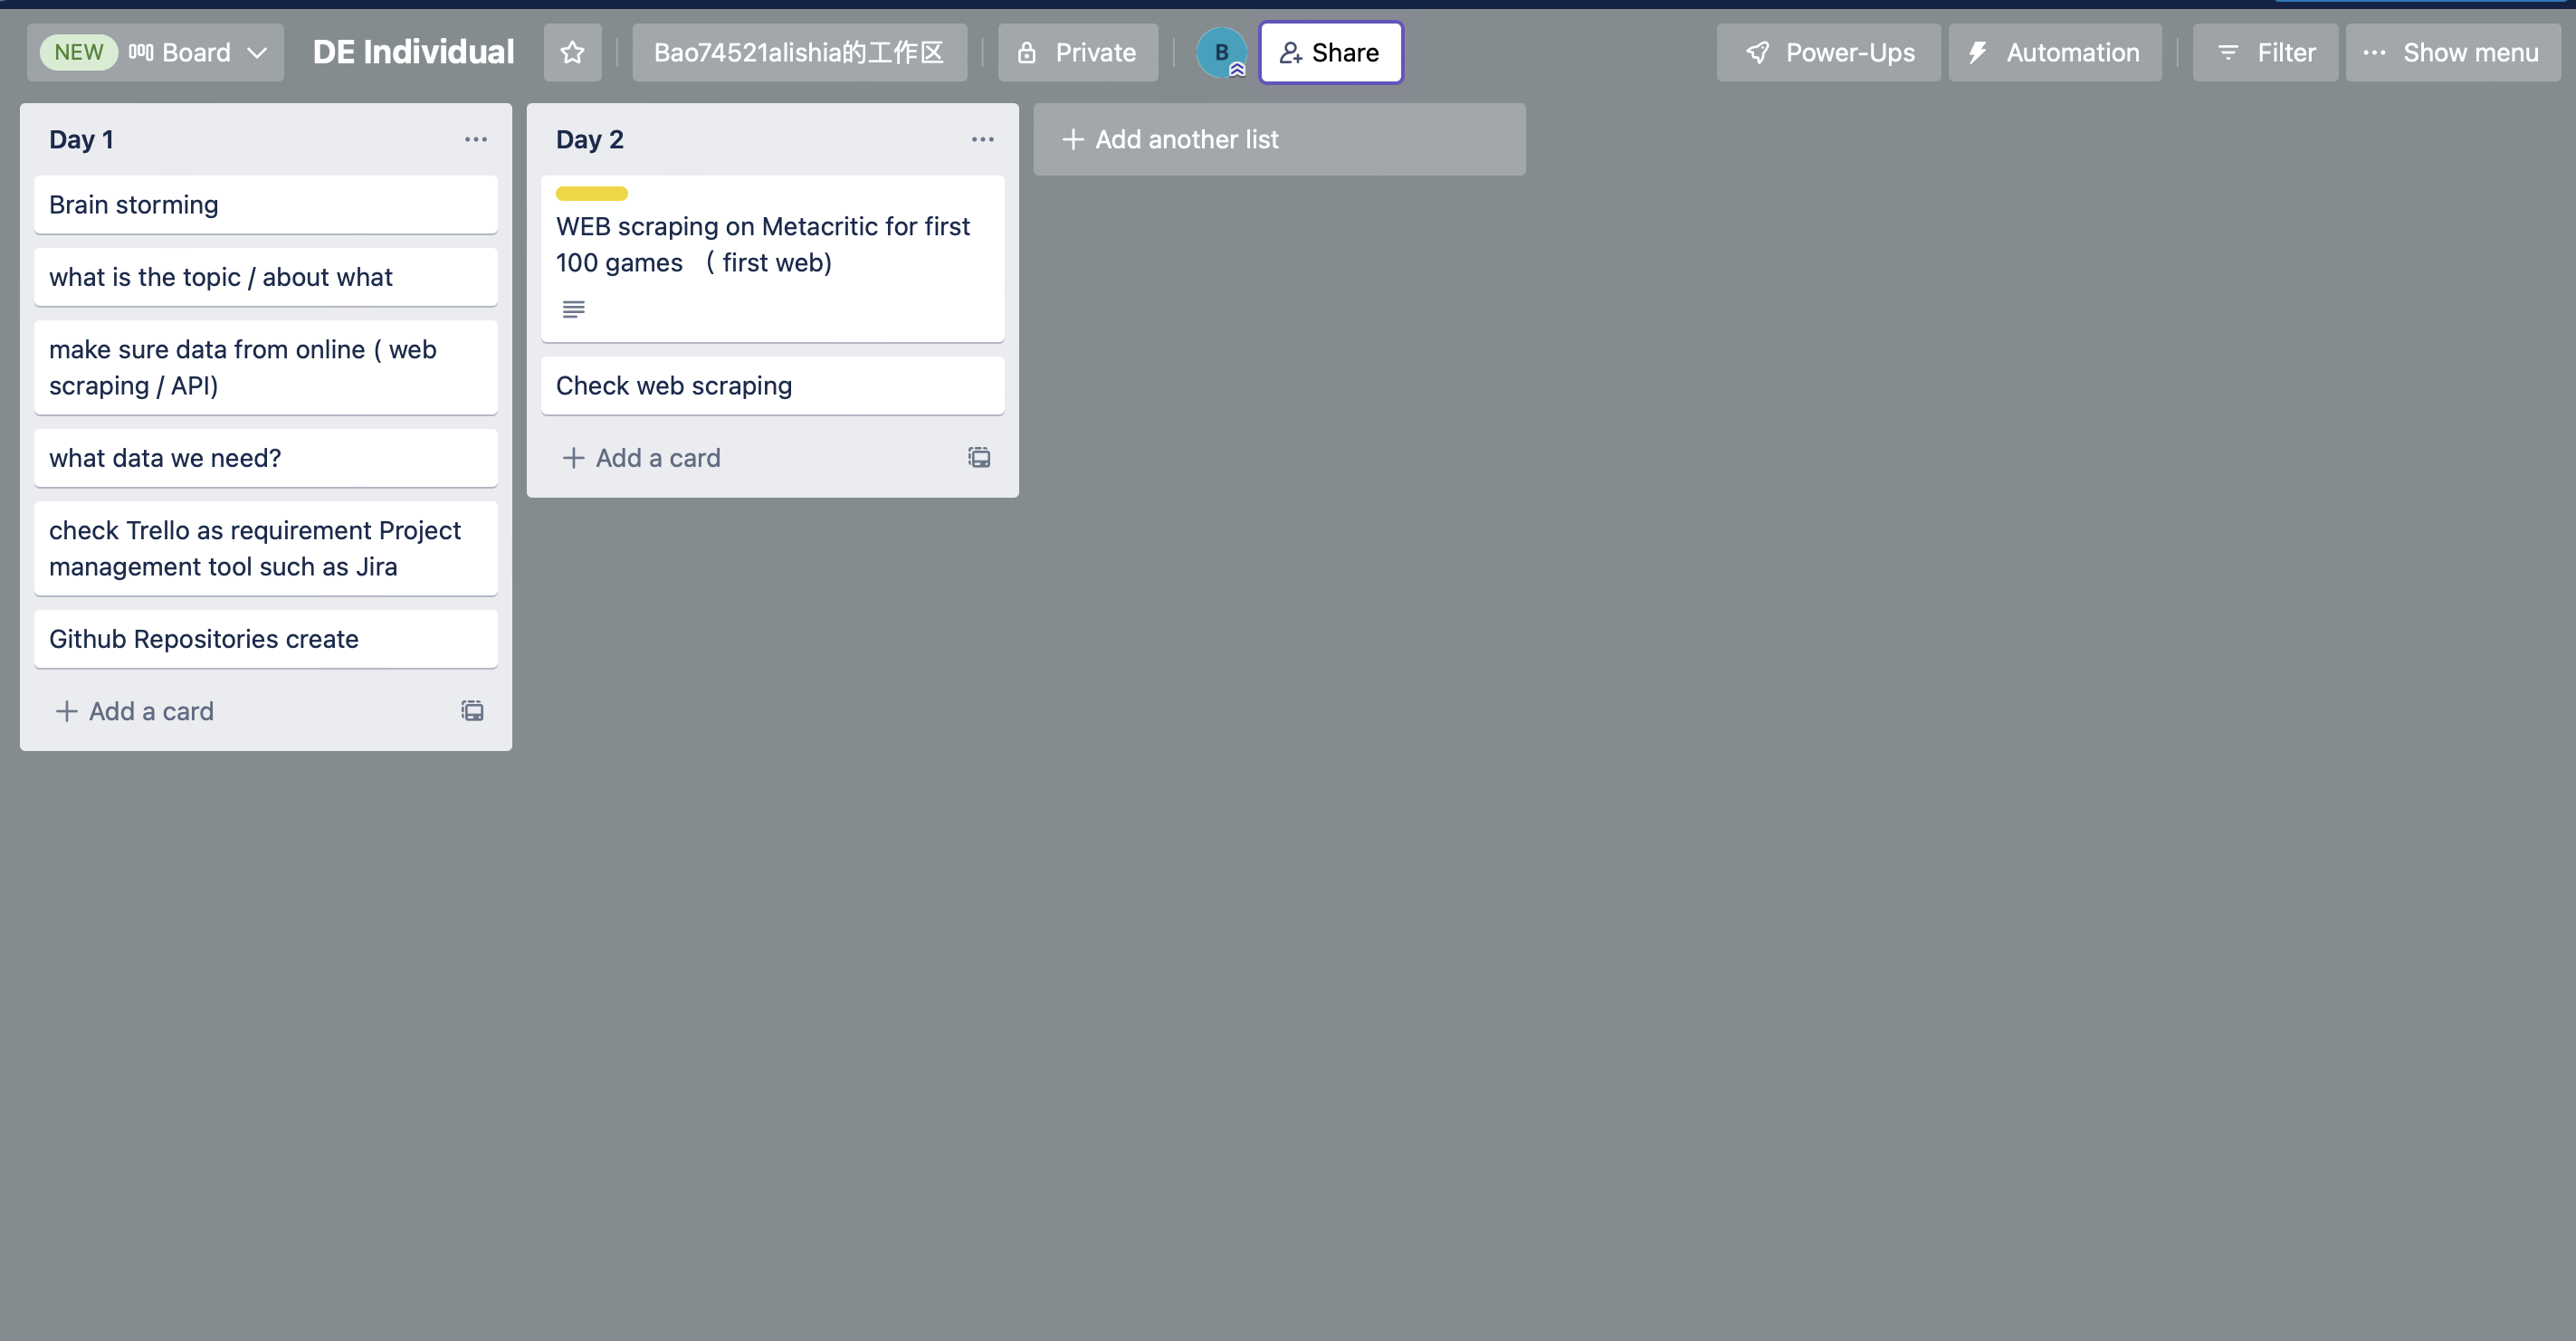 NEW Board DE Individual Bao74521alishia的工作区 Private B Share Power-Ups Automation Filter Show menu
Day 1
Brain storming
what is the topic / about what
make sure data from online ( web
scraping / API)
what data we need?
check Trello as requirement Project
management tool such as Jira
Github Repositories create
Add a card
Day 2
WEB scraping on Metacritic for first
100 games （ first web)
Check web scraping
Add a card
Add another list